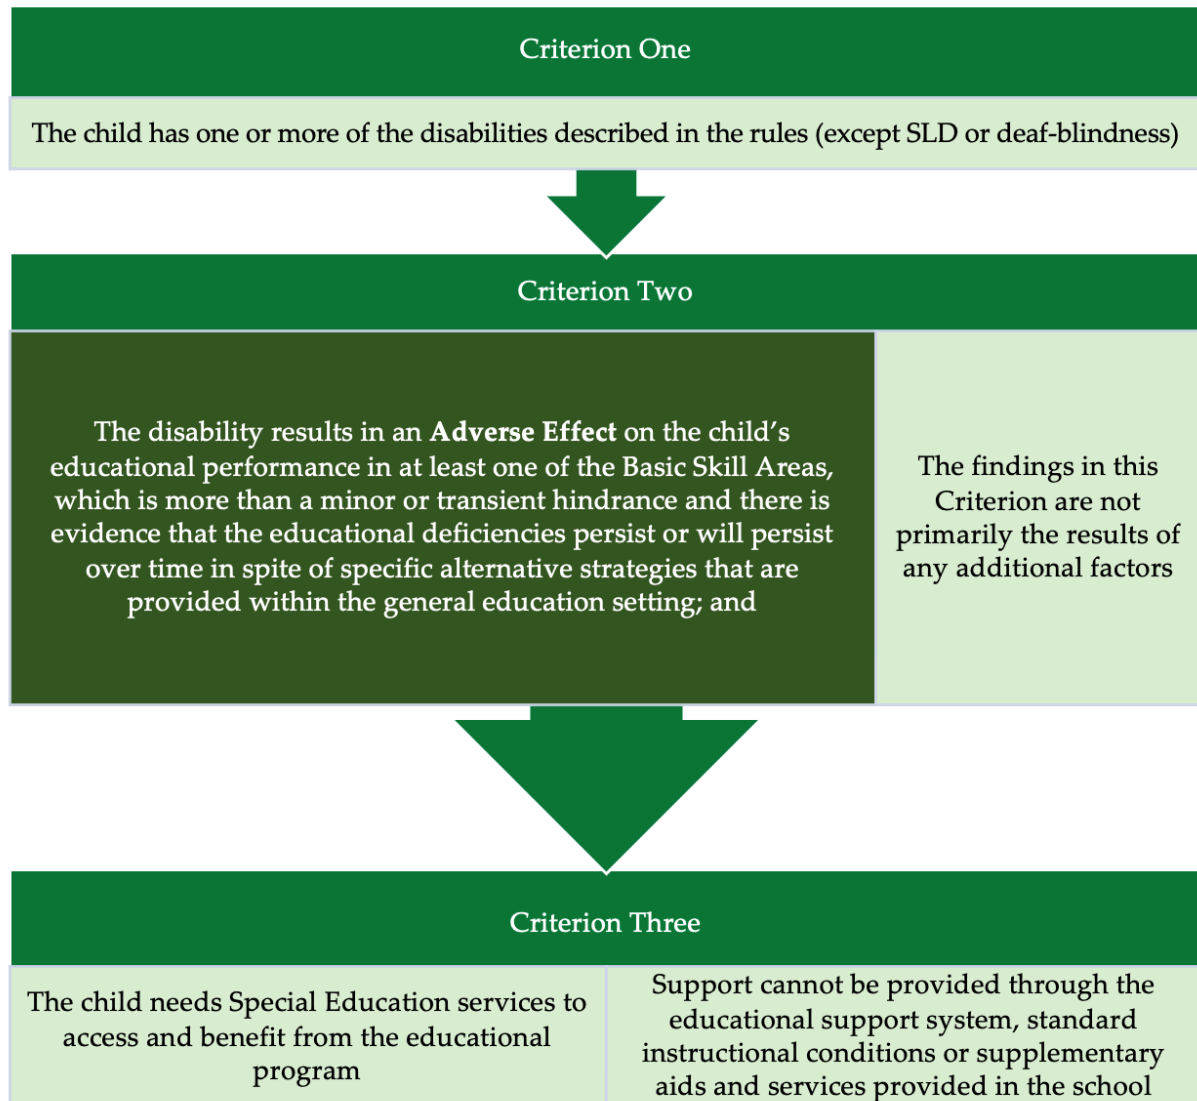 Criterion One
The child has one or more of the disabilities described in the rules (except SLD or deaf-blindness)
Criterion Two
The disability results in an Adverse Effect on the child’s
educational performance in at least one of the Basic Skill Areas,
which is more than a minor or transient hindrance and there is
evidence that the educational deficiencies persist or will persist
over time in spite of specific alternative strategies that are
provided within the general education setting; and
The findings in this
Criterion are not
primarily the results of
any additional factors
Criterion Three
The child needs Special Education services to
access and benefit from the educational
program
Support cannot be provided through the
educational support system, standard
instructional conditions or supplementary
aids and services provided in the school